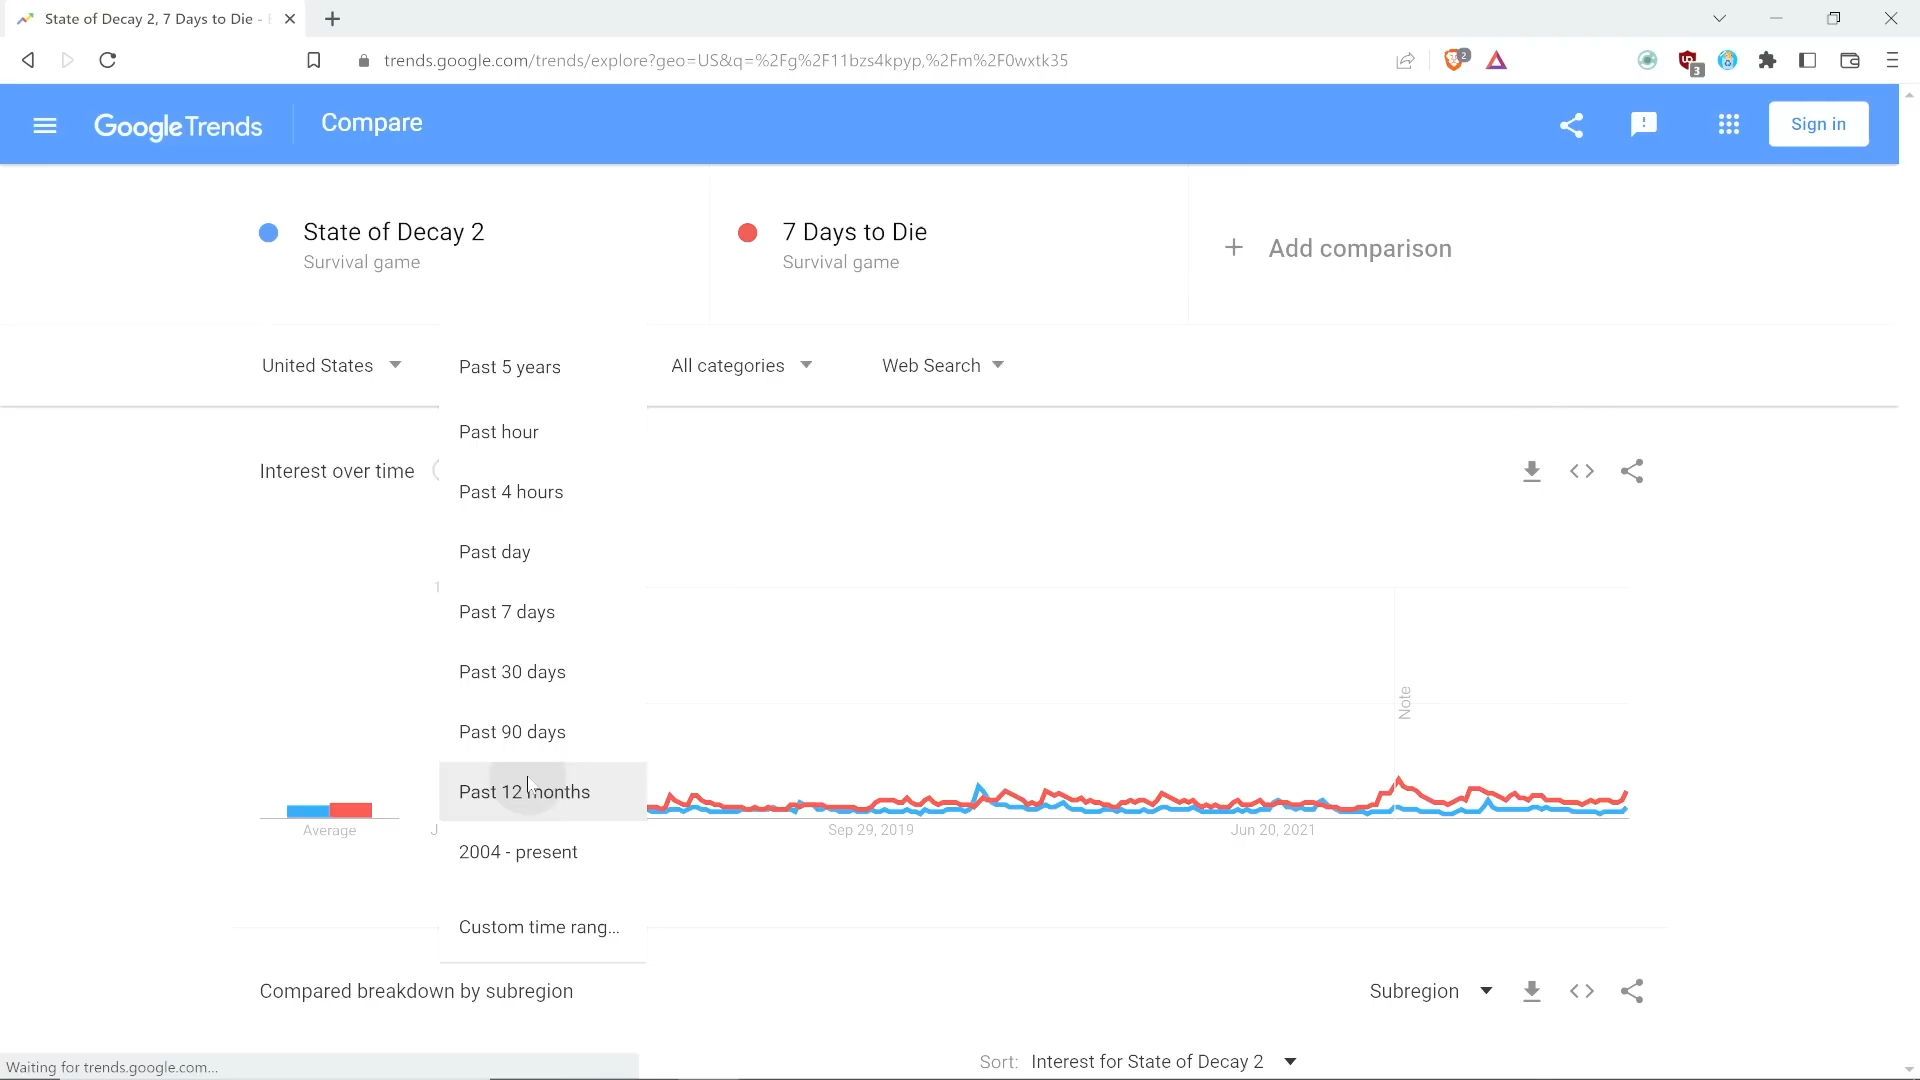 State of Decay 2, 7 Days to Die -
trends.google.com/trends/explore?geo=US&q=%2Fg%2F11bzs4kpyp,%2Fm%2F0wxtk35
2
3
Google Trends
Compare
Sign in
State of Decay 2
Survival game
7 Days to Die
Survival game
+ Add comparison
United States
Past 5 years
All categories
Web Search
Past hour
Interest over time
Past 4 hours
Past day
Past 7 days
Past 30 days
Note
Past 90 days
Past 12 months
Average
J
Sep 29, 2019
Jun 20, 2021
2004 - present
Custom time rang...
Compared breakdown by subregion
Subregion
Sort: Interest for State of Decay 2
Waiting for trends.google.com...